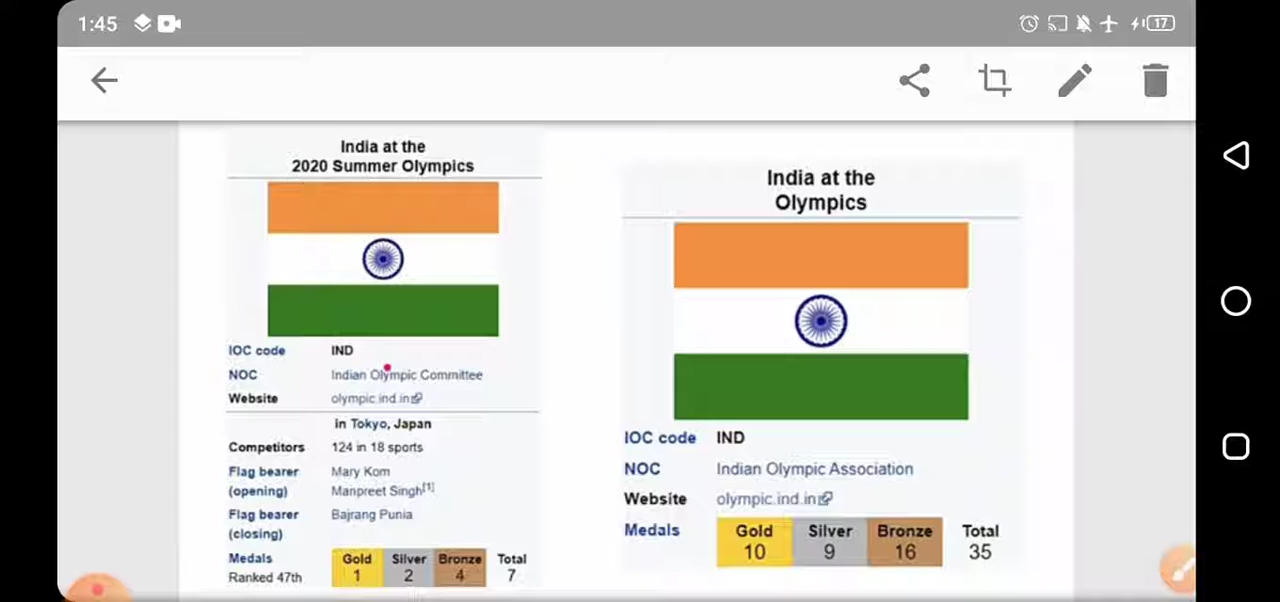 1:45
17
India at the
2020 Summer Olympics
IOC code IND
NOC Indian Olympic Committee
Website olympic.ind.in
in Tokyo, Japan
Competitors 124 in 18 sports
Flag bearer (opening) Mary Kom
Manpreet Singh[1]
Flag bearer (closing) Bajrang Punia
Medals
Ranked 47th
Gold Silver Bronze Total
1 2 4 7
India at the
Olympics
IOC code IND
NOC Indian Olympic Association
Website olympic.ind.in
Medals
Gold Silver Bronze Total
10 9 16 35